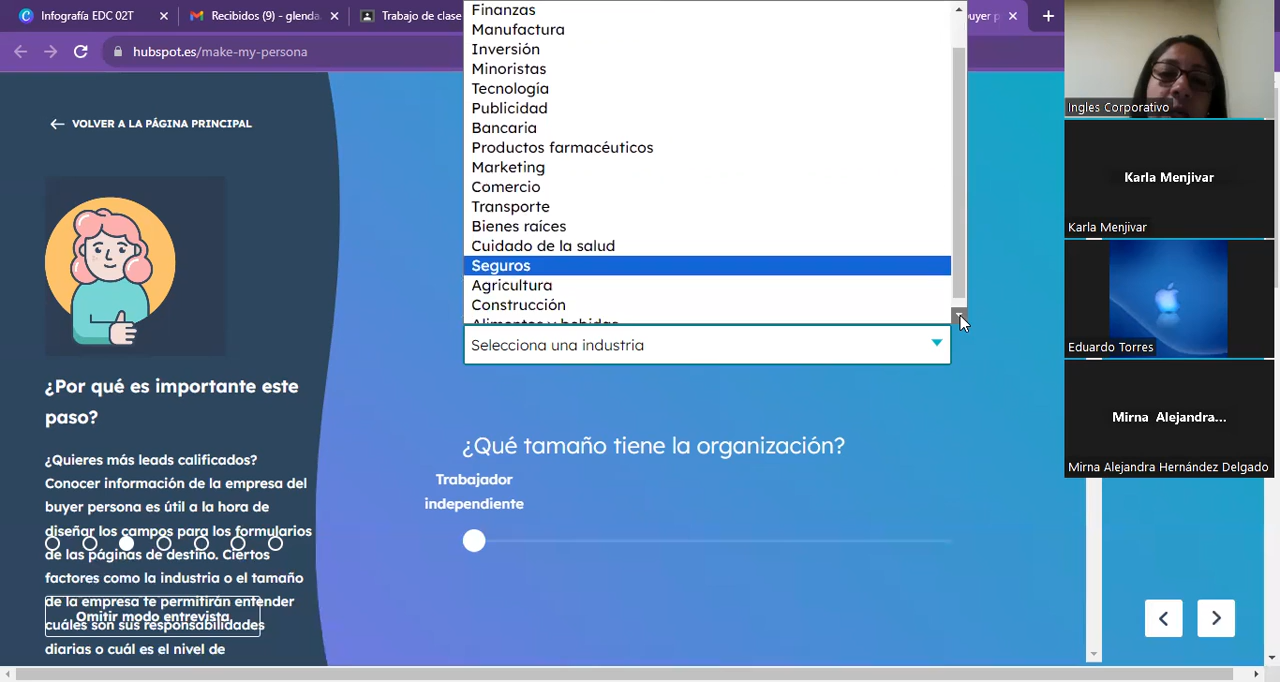 Infografía EDC 02T
Recibidos (9) - glenda.
Trabajo de clase
uyer p
hubspot.es/make-my-persona
VOLVER A LA PÁGINA PRINCIPAL
¿Por qué es importante este
paso?
¿Quieres más leads calificados?
Conocer información de la empresa del
buyer persona es útil a la hora de
diseñar los campos para los formularios
de las páginas de destino. Ciertos
factores como la industria o el tamaño
de la empresa te permitirán entender
Omitir modo entrevista
cuáles son sus responsabilidades
diarias o cuál es el nivel de
Finanzas
Manufactura
Inversión
Minoristas
Tecnología
Publicidad
Bancaria
Productos farmacéuticos
Marketing
Comercio
Transporte
Bienes raíces
Cuidado de la salud
Seguros
Agricultura
Construcción
Alimentos y bebidas
Selecciona una industria
¿Qué tamaño tiene la organización?
Trabajador
independiente
Ingles Corporativo
Karla Menjivar
Karla Menjivar
Eduardo Torres
Mirna Alejandra...
Mirna Alejandra Hernández Delgado